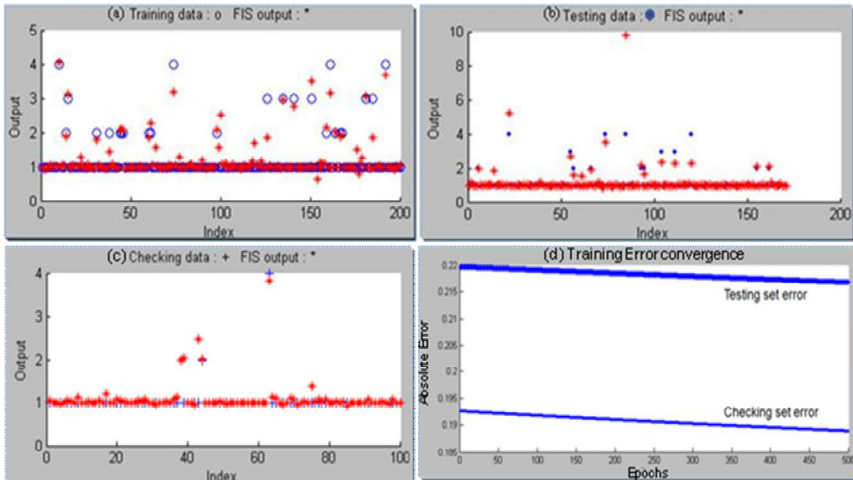 (a) Training data : o FIS output : *
5
4
3
2
1
0
0 50 100 150 200
Output
Index
(b) Testing data : ● FIS output : *
10
8
6
4
2
0
0 50 100 150 200
Output
Index
(c) Checking data : + FIS output : *
4
3
2
1
0
0 20 40 60 80 100
Output
Index
(d) Training Error convergence
0.22
0.215
0.21
0.205
0.2
0.195
0.19
0.185
0 50 100 150 200 250 300 350 400 450 500
Absolute Error
Epochs
Testing set error
Checking set error